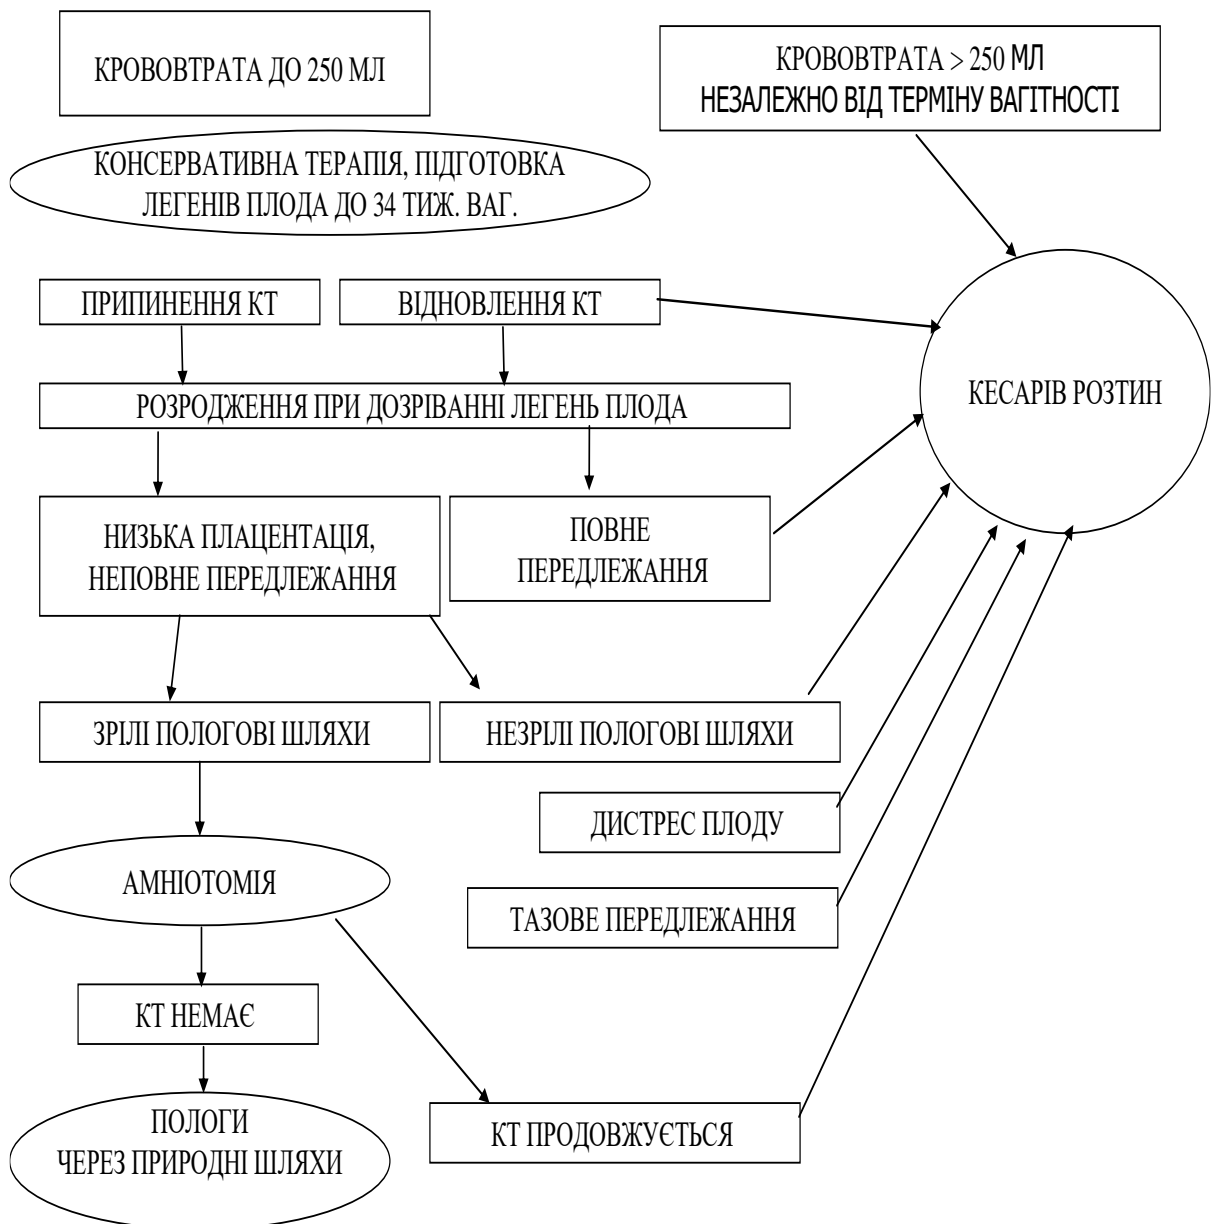 КРОВОВТРАТА ДО 250 МЛ
КРОВОВТРАТА > 250 МЛ
НЕЗАЛЕЖНО ВІД ТЕРМІНУ ВАГІТНОСТІ
КОНСЕРВАТИВНА ТЕРАПІЯ, ПІДГОТОВКА
ЛЕГЕНІВ ПЛОДА ДО 34 ТИЖ. ВАГ.
ПРИПИНЕННЯ КТ
ВІДНОВЛЕННЯ КТ
КЕСАРІВ РОЗТИН
РОЗРОДЖЕННЯ ПРИ ДОЗРІВАННІ ЛЕГЕНЬ ПЛОДА
НИЗЬКА ПЛАЦЕНТАЦІЯ,
НЕПОВНЕ ПЕРЕДЛЕЖАННЯ
ПОВНЕ
ПЕРЕДЛЕЖАННЯ
ЗРІЛІ ПОЛОГОВІ ШЛЯХИ
НЕЗРІЛІ ПОЛОГОВІ ШЛЯХИ
ДИСТРЕС ПЛОДУ
АМНІОТОМІЯ
ТАЗОВЕ ПЕРЕДЛЕЖАННЯ
КТ НЕМАЄ
ПОЛОГИ
ЧЕРЕЗ ПРИРОДНІ ШЛЯХИ
КТ ПРОДОВЖУЄТЬСЯ